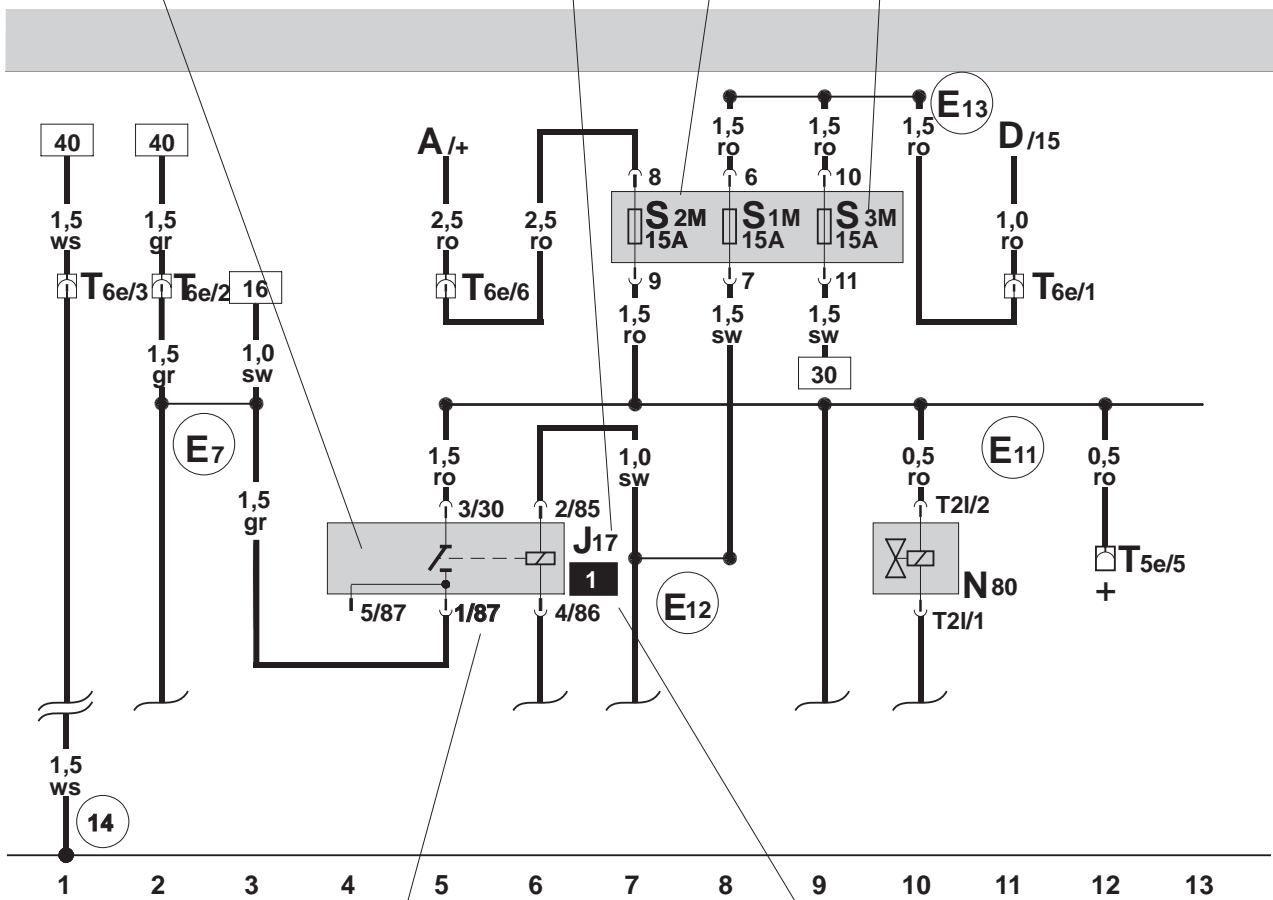 E13
1,5 1,5 1,5
ro ro ro
40 40 A /+ D /15
8 6 10
1,5 1,5 2,5 2,5 S 2M S 1M S 3M 1,0
ws gr ro ro 15A 15A 15A ro
T6e/3 T6e/2 16 T6e/6 9 7 11 T6e/1
1,5 1,0 1,5 1,5 1,5
gr sw ro sw sw
30
E7 E11
1,5 1,0 0,5 0,5
ro sw ro ro
1,5
gr
3/30 2/85 T2l/2
J17
1 T5e/5
N 80 +
5/87 1/87 4/86 E12 T2l/1
1,5
ws
14
1 2 3 4 5 6 7 8 9 10 11 12 13